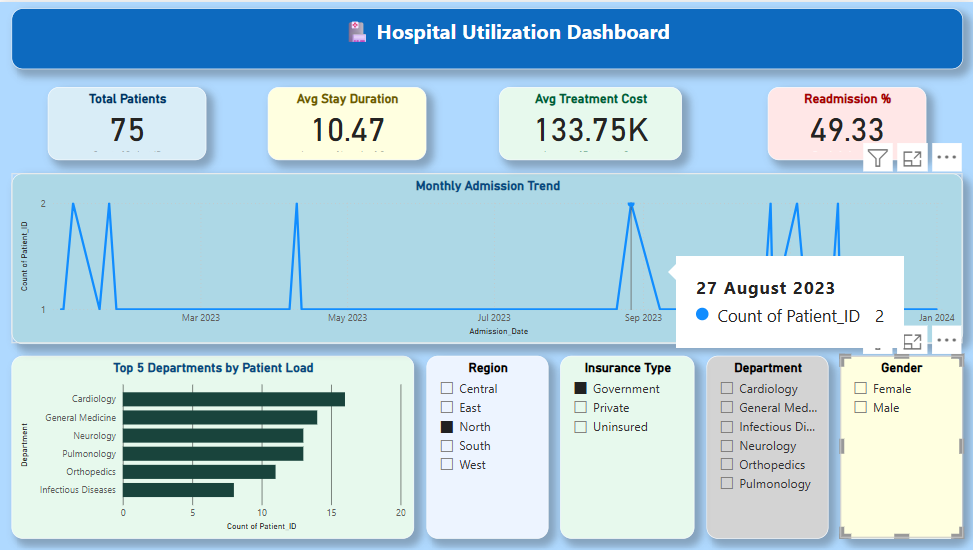 Hospital Utilization Dashboard
Total Patients
75
Avg Stay Duration
10.47
Avg Treatment Cost
133.75K
Readmission %
49.33
Monthly Admission Trend
Count of Patient_ID
2
1
Mar 2023
May 2023
Jul 2023
Sep 2023
Jan 2024
Admission_Date
27 August 2023
Count of Patient_ID 2
Top 5 Departments by Patient Load
Department
Cardiology
General Medicine
Neurology
Pulmonology
Orthopedics
Infectious Diseases
0
5
10
15
20
Count of Patient_ID
Region
Central
East
North
South
West
Insurance Type
Government
Private
Uninsured
Department
Cardiology
General Med...
Infectious Di...
Neurology
Orthopedics
Pulmonology
Gender
Female
Male